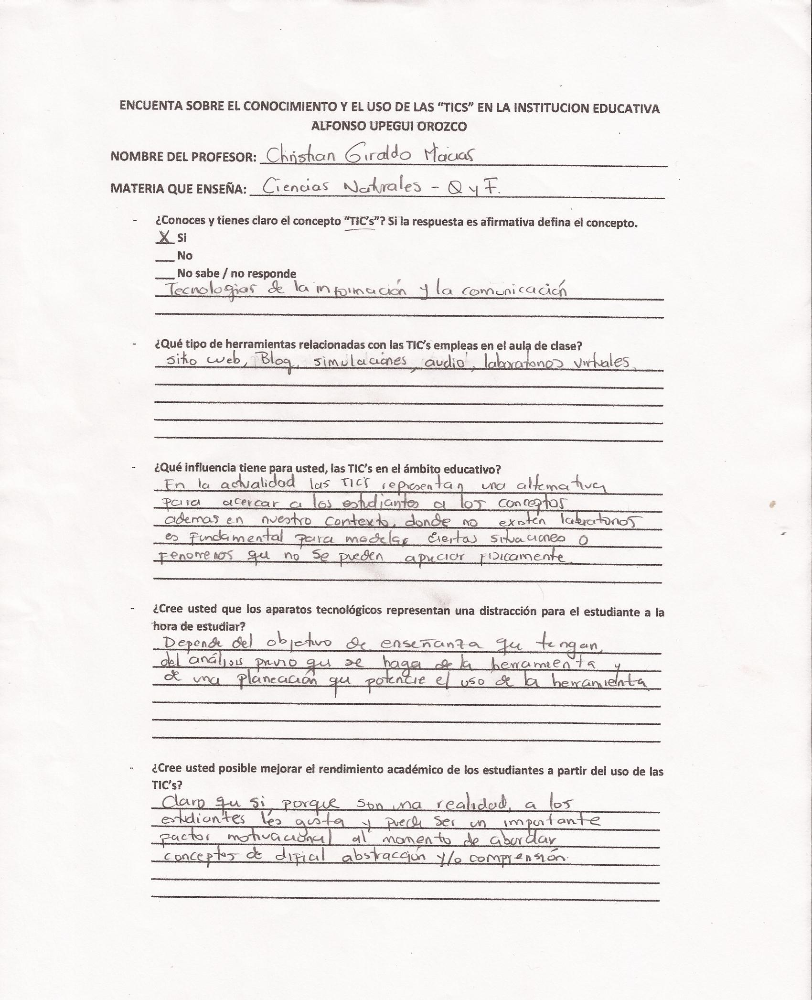 ENCUENTA SOBRE EL CONOCIMIENTO Y EL USO DE LAS “TICS” EN LA INSTITUCION EDUCATIVA
ALFONSO UPEGUI OROZCO
NOMBRE DEL PROFESOR: Christian Giraldo Macias
MATERIA QUE ENSEÑA: Ciencias Naturales - Q y F.
- ¿Conoces y tienes claro el concepto “TIC’s”? Si la respuesta es afirmativa defina el concepto.
X Si
___ No
___ No sabe / no responde
Tecnologias de la información y la comunicación
- ¿Qué tipo de herramientas relacionadas con las TIC’s empleas en el aula de clase?
sitio web, Blog, simulaciones, audio, laboratorios virtuales.
- ¿Qué influencia tiene para usted, las TIC’s en el ámbito educativo?
En la actualidad las TIC's representan una alternativa
para acercar a los estudiantes a los conceptos
ademas en nuestro contexto, donde no existen labratorios
es fundamental para modelar ciertas situaciones o
fenomenos qu no se pueden apreciar fisicamente.
- ¿Cree usted que los aparatos tecnológicos representan una distracción para el estudiante a la
hora de estudiar?
Depende del objetivo de enseñanza qu tengan,
del análisis previo qu se haga de la herramienta y
de una planeación qu potencie el uso de la herramienta
- ¿Cree usted posible mejorar el rendimiento académico de los estudiantes a partir del uso de las
TIC’s?
Claro qu si, porque son una realidad, a los
estudiantes les gusta y puede ser un importante
factor motivacional al momento de abordar
conceptos de dificil abstracción y/o comprensión.